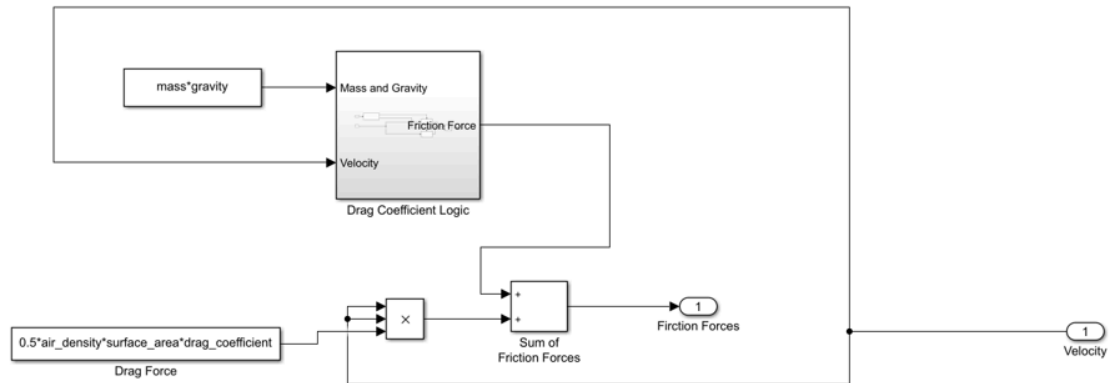 mass*gravity
Mass and Gravity
Friction Force
Velocity
Drag Coefficient Logic
0.5*air_density*surface_area*drag_coefficient
Drag Force
×
+
+
Sum of
Friction Forces
1
Firction Forces
1
Velocity